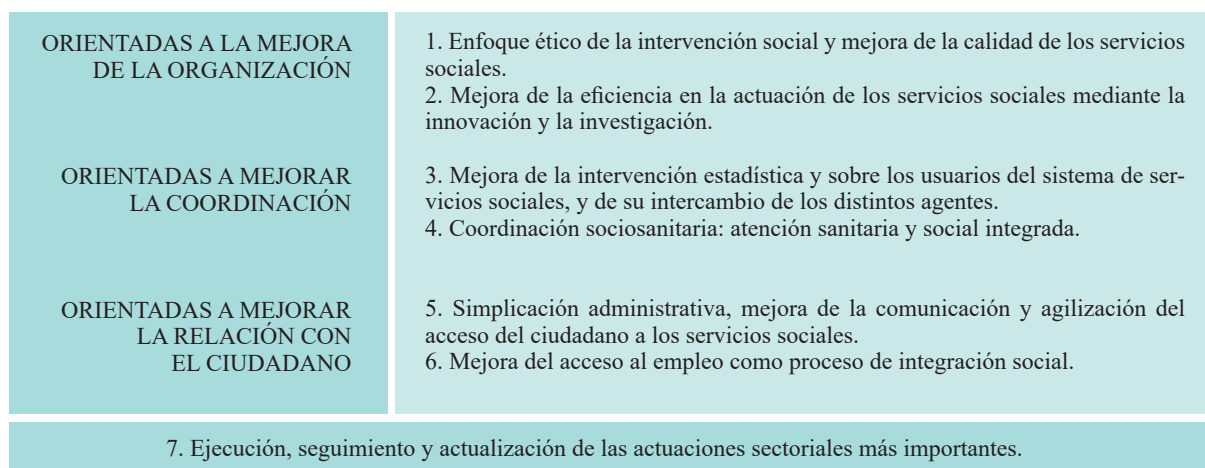 ORIENTADAS A LA MEJORA
DE LA ORGANIZACIÓN
1. Enfoque ético de la intervención social y mejora de la calidad de los servicios
sociales.
2. Mejora de la eficiencia en la actuación de los servicios sociales mediante la
innovación y la investigación.
ORIENTADAS A MEJORAR
LA COORDINACIÓN
3. Mejora de la intervención estadística y sobre los usuarios del sistema de ser-
vicios sociales, y de su intercambio de los distintos agentes.
4. Coordinación sociosanitaria: atención sanitaria y social integrada.
ORIENTADAS A MEJORAR
LA RELACIÓN CON
EL CIUDADANO
5. Simplicación administrativa, mejora de la comunicación y agilización del
acceso del ciudadano a los servicios sociales.
6. Mejora del acceso al empleo como proceso de integración social.
7. Ejecución, seguimiento y actualización de las actuaciones sectoriales más importantes.